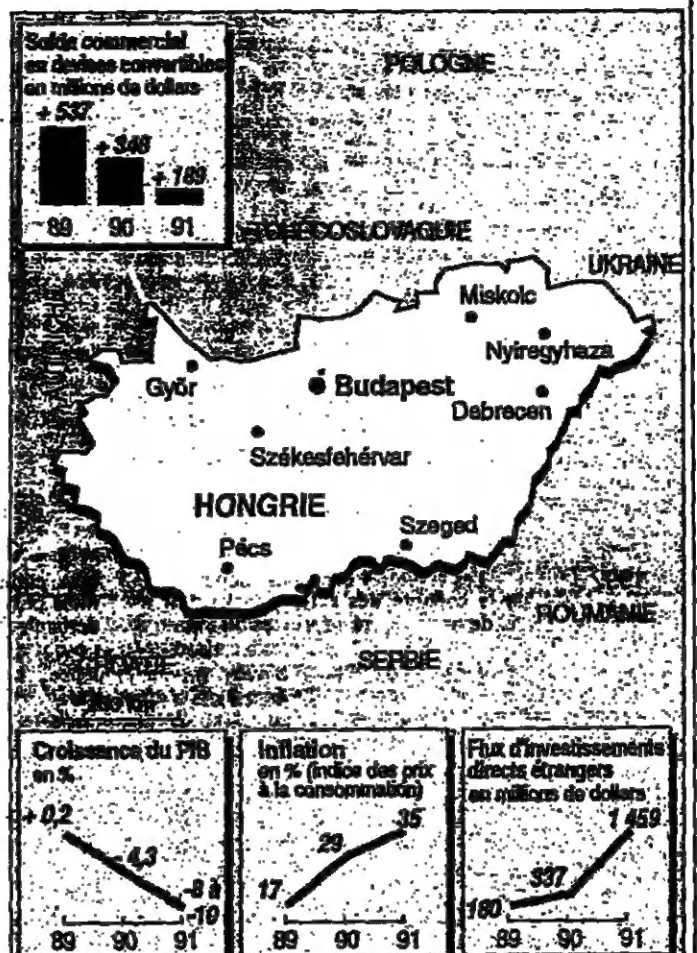 Solde commercial
en devises convertibles
en millions de dollars
+ 537
+ 348
+ 189
89 90 91
POLOGNE
TCHÉCOSLOVAQUIE
UKRAINE
Miskolc
Nyiregyhaza
Győr
Budapest
Debrecen
Székesfehérvar
HONGRIE
Szeged
Pécs
ROUMANIE
CROATIE
SERBIE
Croissance du PIB
en %
+ 0,2
- 4,3
-8 à
-10
89 90 91
Inflation
en % (indice des prix
à la consommation)
17
29
35
89 90 91
Flux d'investissements
directs étrangers
en millions de dollars
180
337
1 459
89 90 91